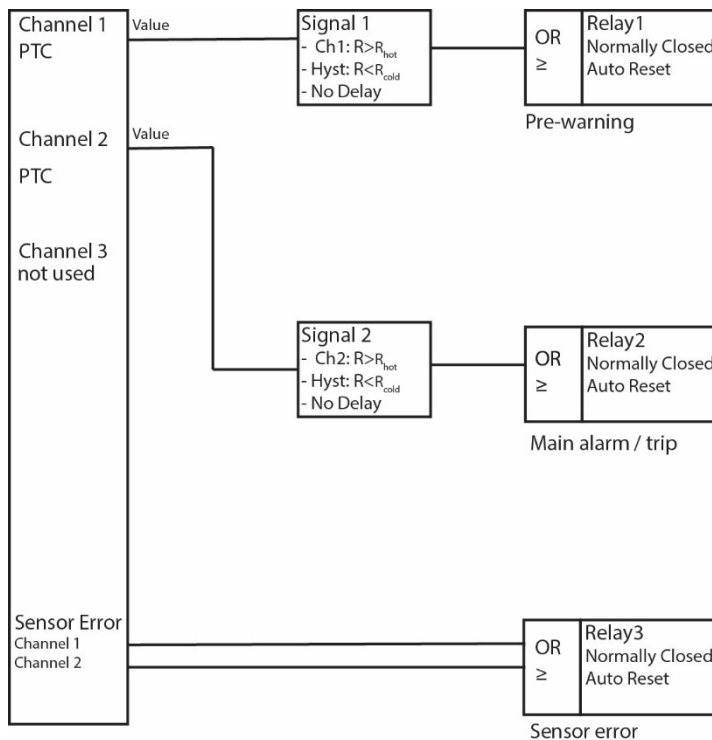 Channel 1
PTC
Value
Signal 1
- Ch1: R>Rhot
- Hyst: R<Rcold
- No Delay
OR
≥
Relay1
Normally Closed
Auto Reset
Pre-warning
Channel 2
PTC
Value
Channel 3
not used
Signal 2
- Ch2: R>Rhot
- Hyst: R<Rcold
- No Delay
OR
≥
Relay2
Normally Closed
Auto Reset
Main alarm / trip
Sensor Error
Channel 1
Channel 2
OR
≥
Relay3
Normally Closed
Auto Reset
Sensor error